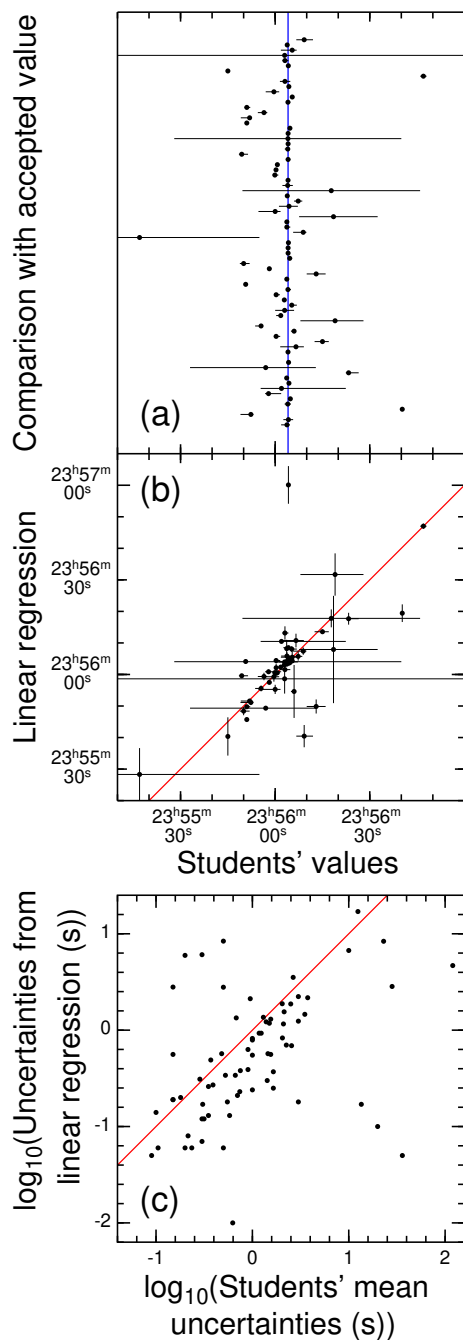 Comparison with accepted value
(a)
Linear regression
(b)
23ʰ57ᵐ
00ˢ
23ʰ56ᵐ
30ˢ
23ʰ56ᵐ
00ˢ
23ʰ55ᵐ
30ˢ
23ʰ55ᵐ 23ʰ56ᵐ 23ʰ56ᵐ
30ˢ 00ˢ 30ˢ
Students' values
log₁₀(Uncertainties from
linear regression (s))
1
0
-1
-2
(c)
-1 0 1 2
log₁₀(Students' mean
uncertainties (s))